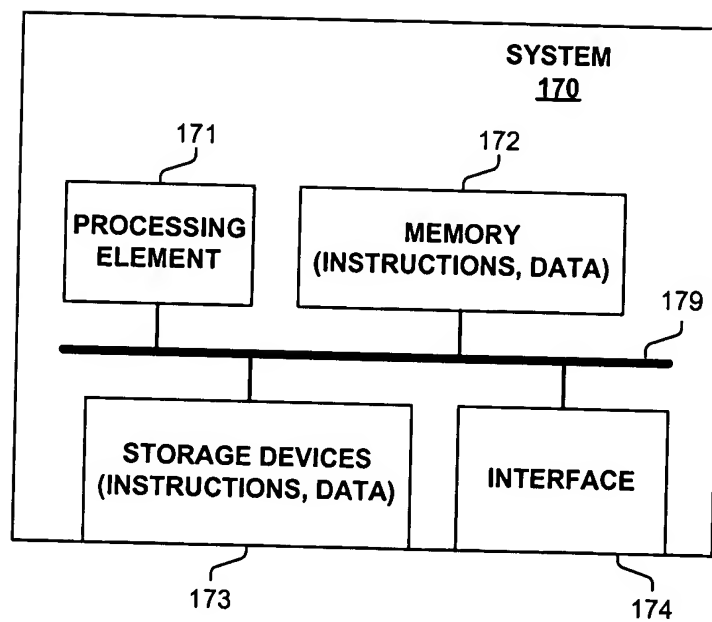 SYSTEM
170
171
172
PROCESSING
ELEMENT
MEMORY
(INSTRUCTIONS, DATA)
179
STORAGE DEVICES
(INSTRUCTIONS, DATA)
INTERFACE
173
174